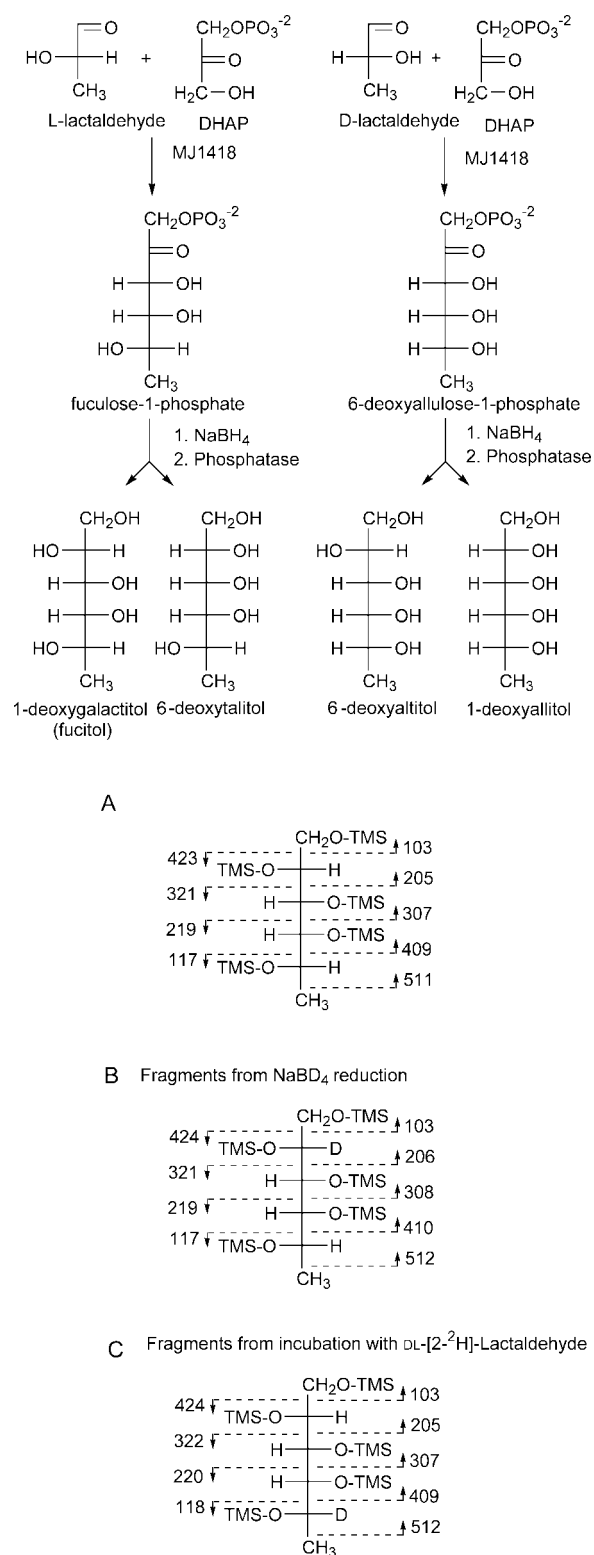 O CH₂OPO₃⁻² O CH₂OPO₃⁻²
HO H + O H OH + O
CH₃ H₂C OH CH₃ H₂C OH
L-lactaldehyde DHAP D-lactaldehyde DHAP
MJ1418 MJ1418
CH₂OPO₃⁻² CH₂OPO₃⁻²
O O
H OH H OH
H OH H OH
HO H H OH
CH₃ CH₃
fuculose-1-phosphate 6-deoxyallulose-1-phosphate
1. NaBH₄ 1. NaBH₄
2. Phosphatase 2. Phosphatase
CH₂OH CH₂OH CH₂OH CH₂OH
HO H H OH HO H H OH
H OH H OH H OH H OH
H OH H OH H OH H OH
HO H HO H H OH H OH
CH₃ CH₃ CH₃ CH₃
1-deoxygalactitol 6-deoxytalitol 6-deoxyaltitol 1-deoxyallitol
(fucitol)
A
CH₂O-TMS
423 103
TMS-O H
321 205
H O-TMS
219 307
H O-TMS
117 409
TMS-O H
511
CH₃
B Fragments from NaBD₄ reduction
CH₂O-TMS
424 103
TMS-O D
321 206
H O-TMS
219 308
H O-TMS
117 410
TMS-O H
512
CH₃
C Fragments from incubation with DL-[2-²H]-Lactaldehyde
CH₂O-TMS
424 103
TMS-O H
322 205
H O-TMS
220 307
H O-TMS
118 409
TMS-O D
512
CH₃